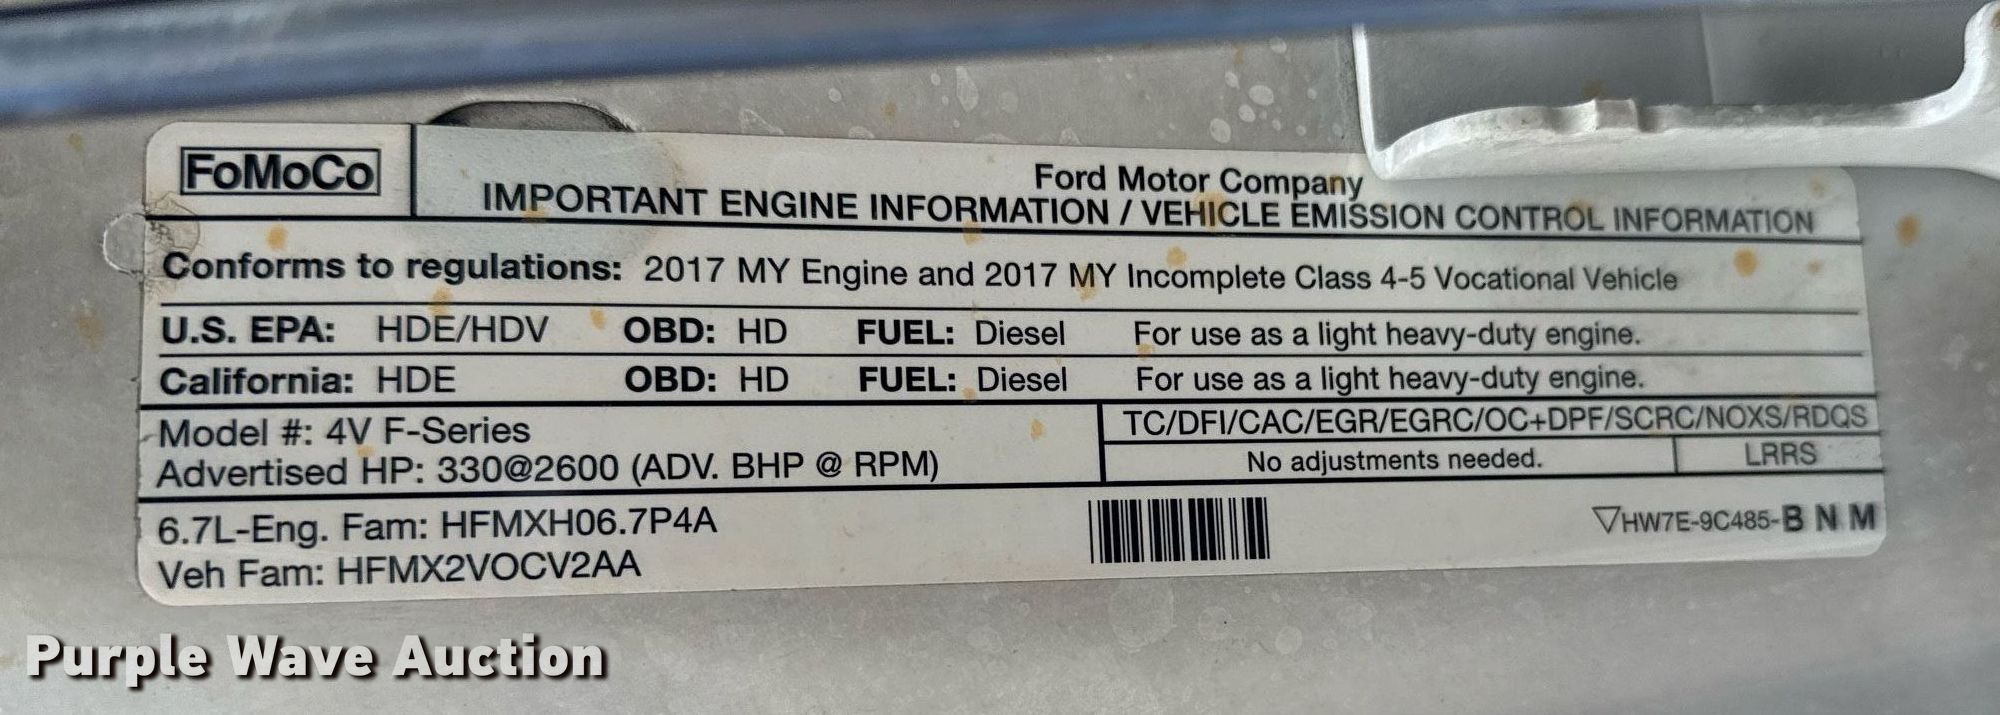 FoMoCo
Ford Motor Company
IMPORTANT ENGINE INFORMATION / VEHICLE EMISSION CONTROL INFORMATION
Conforms to regulations: 2017 MY Engine and 2017 MY Incomplete Class 4-5 Vocational Vehicle
U.S. EPA: HDE/HDV OBD: HD FUEL: Diesel For use as a light heavy-duty engine.
California: HDE OBD: HD FUEL: Diesel For use as a light heavy-duty engine.
Model #: 4V F-Series
Advertised HP: 330@2600 (ADV. BHP @ RPM)
TC/DFI/CAC/EGR/EGRC/OC+DPF/SCRC/NOXS/RDQS
No adjustments needed. LRRS
6.7L-Eng. Fam: HFMXH06.7P4A
Veh Fam: HFMX2VOCV2AA
▽HW7E-9C485-B N M
Purple Wave Auction